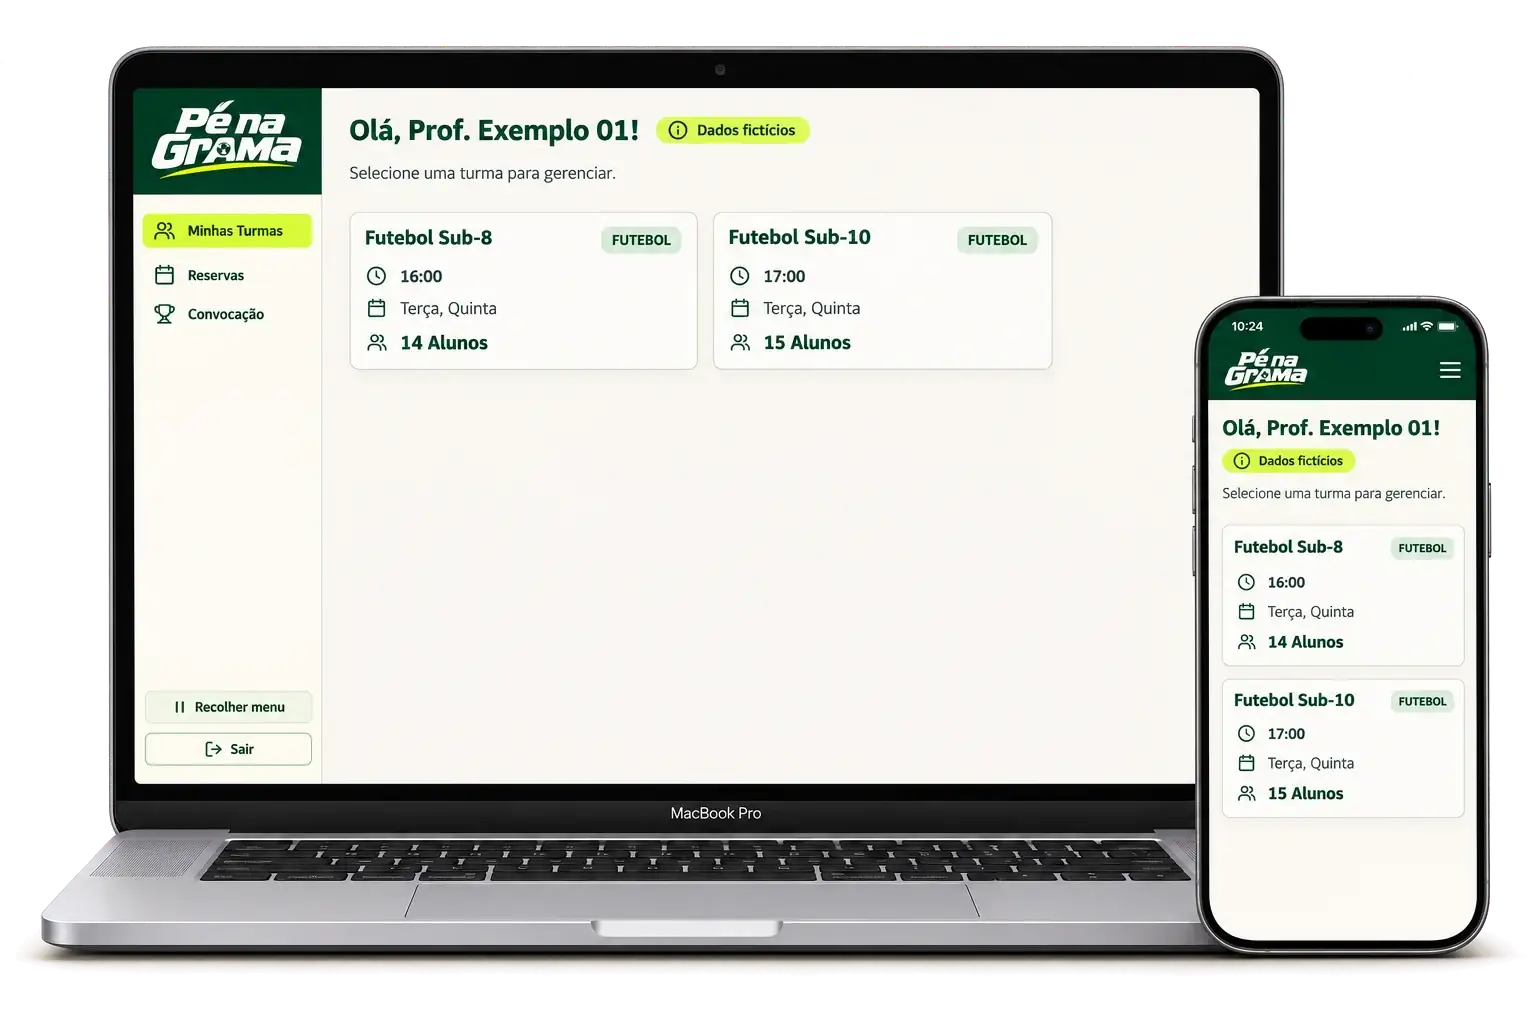 Pé na
Grama
Olá, Prof. Exemplo 01!
Dados fictícios
Selecione uma turma para gerenciar.
Minhas Turmas
Reservas
Convocação
Futebol Sub-8
FUTEBOL
16:00
Terça, Quinta
14 Alunos
Futebol Sub-10
FUTEBOL
17:00
Terça, Quinta
15 Alunos
Recolher menu
Sair
MacBook Pro
10:24
Pé na
Grama
Olá, Prof. Exemplo 01!
Dados fictícios
Selecione uma turma para gerenciar.
Futebol Sub-8
FUTEBOL
16:00
Terça, Quinta
14 Alunos
Futebol Sub-10
FUTEBOL
17:00
Terça, Quinta
15 Alunos